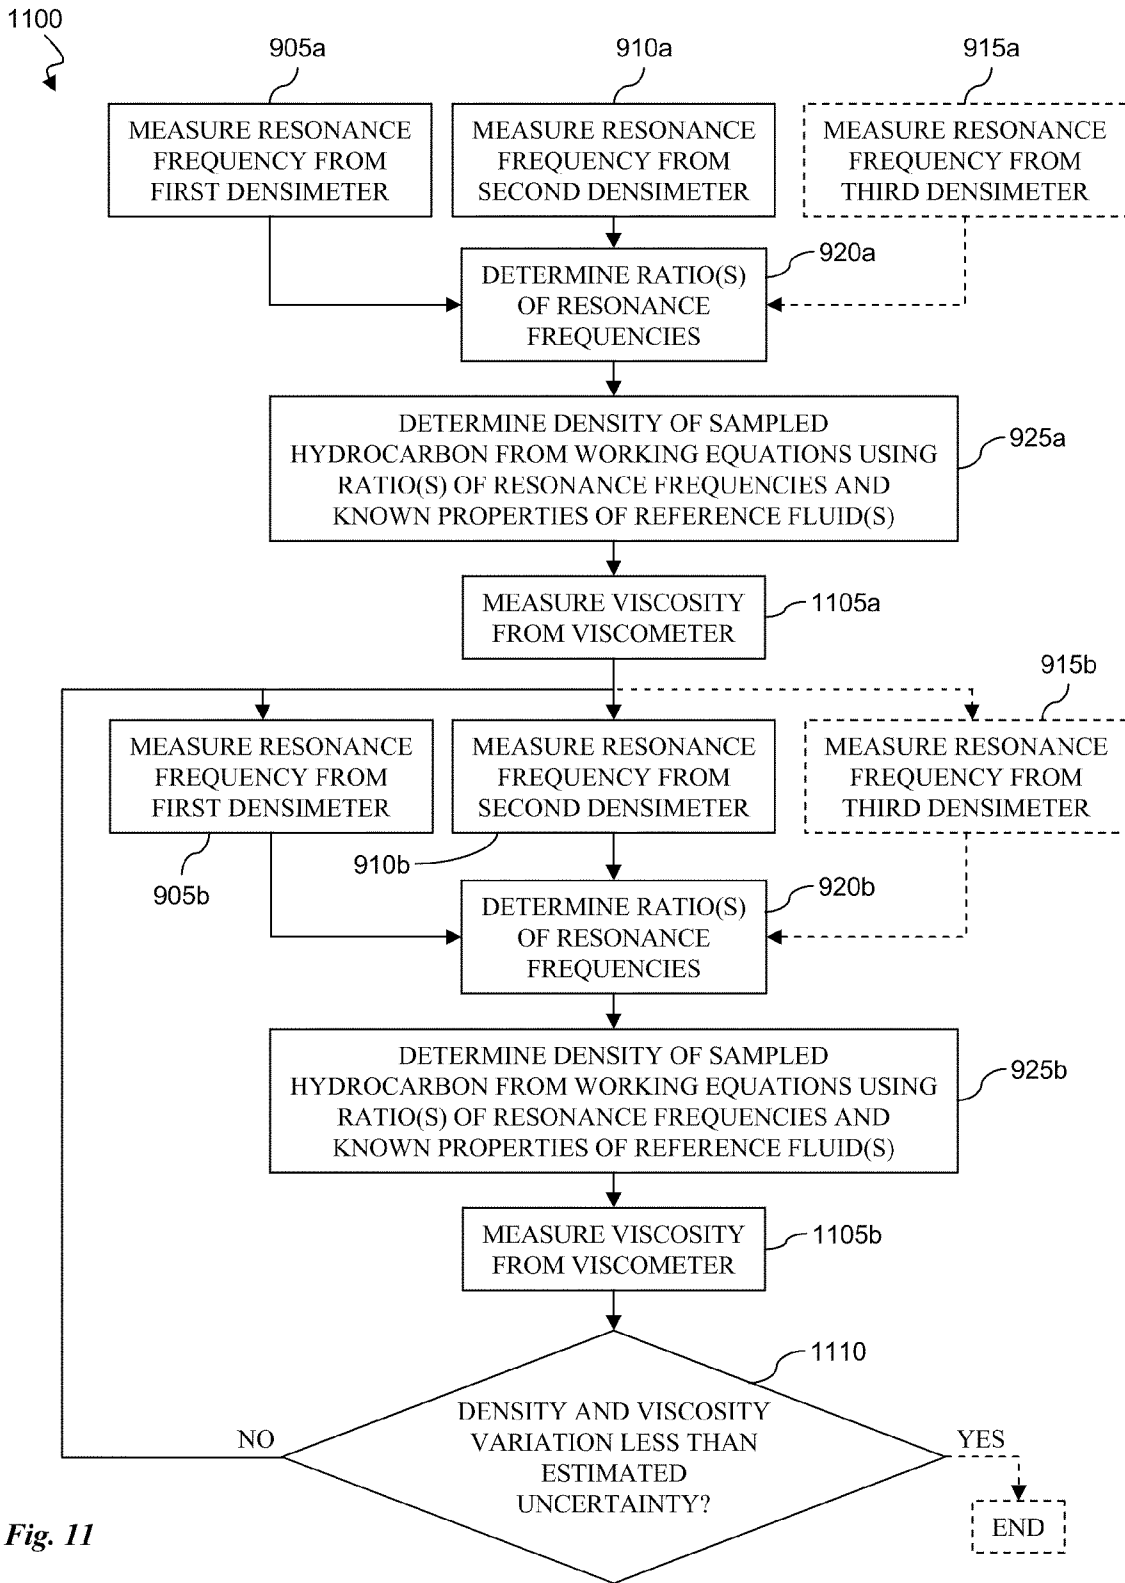 1100
905a
910a
915a
MEASURE RESONANCE
FREQUENCY FROM
FIRST DENSIMETER
MEASURE RESONANCE
FREQUENCY FROM
SECOND DENSIMETER
MEASURE RESONANCE
FREQUENCY FROM
THIRD DENSIMETER
920a
DETERMINE RATIO(S)
OF RESONANCE
FREQUENCIES
925a
DETERMINE DENSITY OF SAMPLED
HYDROCARBON FROM WORKING EQUATIONS USING
RATIO(S) OF RESONANCE FREQUENCIES AND
KNOWN PROPERTIES OF REFERENCE FLUID(S)
1105a
MEASURE VISCOSITY
FROM VISCOMETER
915b
MEASURE RESONANCE
FREQUENCY FROM
FIRST DENSIMETER
MEASURE RESONANCE
FREQUENCY FROM
SECOND DENSIMETER
MEASURE RESONANCE
FREQUENCY FROM
THIRD DENSIMETER
905b
910b
920b
DETERMINE RATIO(S)
OF RESONANCE
FREQUENCIES
925b
DETERMINE DENSITY OF SAMPLED
HYDROCARBON FROM WORKING EQUATIONS USING
RATIO(S) OF RESONANCE FREQUENCIES AND
KNOWN PROPERTIES OF REFERENCE FLUID(S)
1105b
MEASURE VISCOSITY
FROM VISCOMETER
1110
DENSITY AND VISCOSITY
VARIATION LESS THAN
ESTIMATED
UNCERTAINTY?
NO
YES
END
Fig. 11